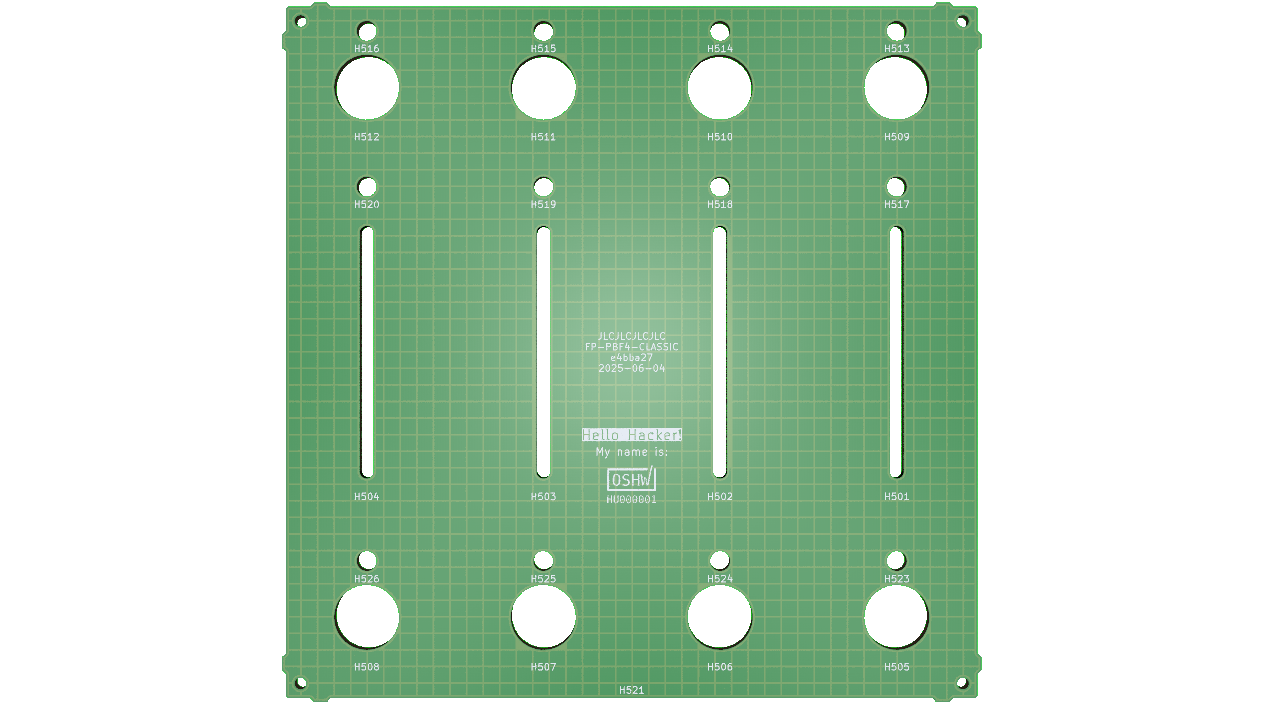 H516 H515 H514 H513
H512 H511 H510 H509
H520 H519 H518 H517
JLCJLCJLCJLC
FP-PBF4-CLASSIC
e4bba27
2025-06-04
Hello Hacker!
My name is:
OSHW
HU000001
H504 H503 H502 H501
H526 H525 H524 H523
H508 H507 H506 H505
H521